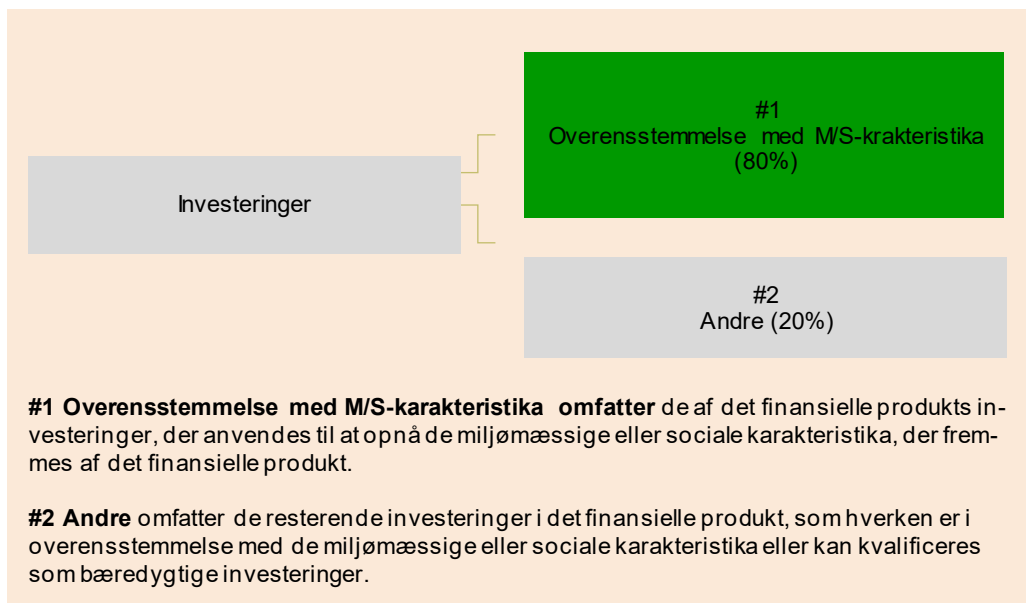 #1
Overensstemmelse med M/S-krakteristika
(80%)
Investeringer
#2
Andre (20%)
#1 Overensstemmelse med M/S-karakteristika omfatter de af det finansielle produkts in-
vesteringer, der anvendes til at opnå de miljømæssige eller sociale karakteristika, der frem-
mes af det finansielle produkt.
#2 Andre omfatter de resterende investeringer i det finansielle produkt, som hverken er i
overensstemmelse med de miljømæssige eller sociale karakteristika eller kan kvalificeres
som bæredygtige investeringer.